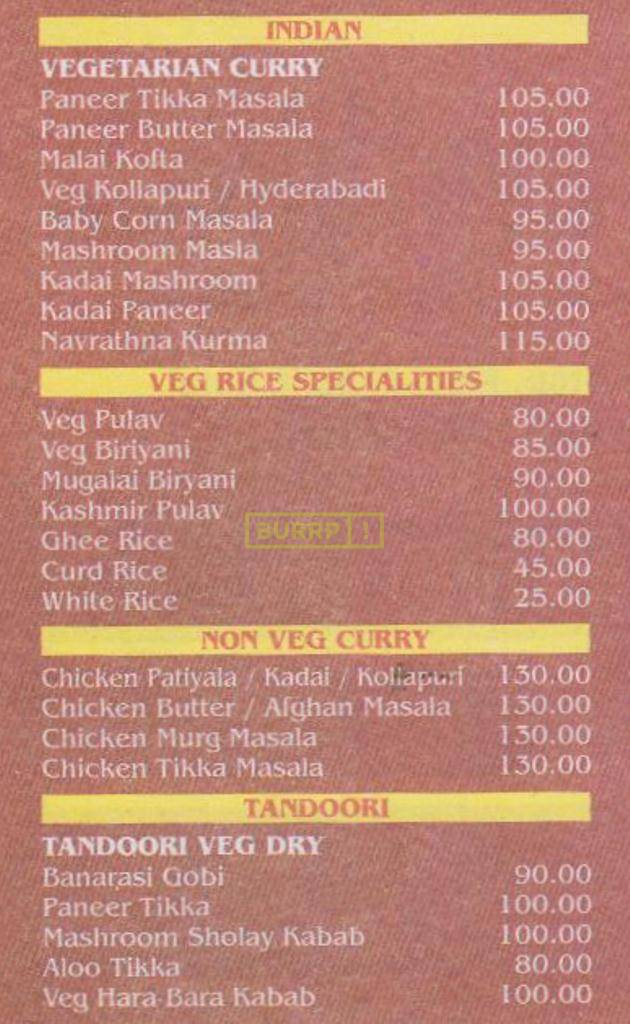 INDIAN
VEGETARIAN CURRY
Paneer Tikka Masala 105.00
Paneer Butter Masala 105.00
Malai Kofta 100.00
Veg Kollapuri / Hyderabadi 105.00
Baby Corn Masala 95.00
Mashroom Masla 95.00
Kadai Mashroom 105.00
Kadai Paneer 105.00
Navrathna Kurma 115.00
VEG RICE SPECIALITIES
Veg Pulav 80.00
Veg Biriyani 85.00
Mugalai Biryani 90.00
Kashmir Pulav 100.00
BURRP !
Ghee Rice 80.00
Curd Rice 45.00
White Rice 25.00
NON VEG CURRY
Chicken Patiyala / Kadai / Kollapuri 130.00
Chicken Butter / Afghan Masala 130.00
Chicken Murg Masala 130.00
Chicken Tikka Masala 130.00
TANDOORI
TANDOORI VEG DRY
Banarasi Gobi 90.00
Paneer Tikka 100.00
Mashroom Sholay Kabab 100.00
Aloo Tikka 80.00
Veg Hara Bara Kabab 100.00